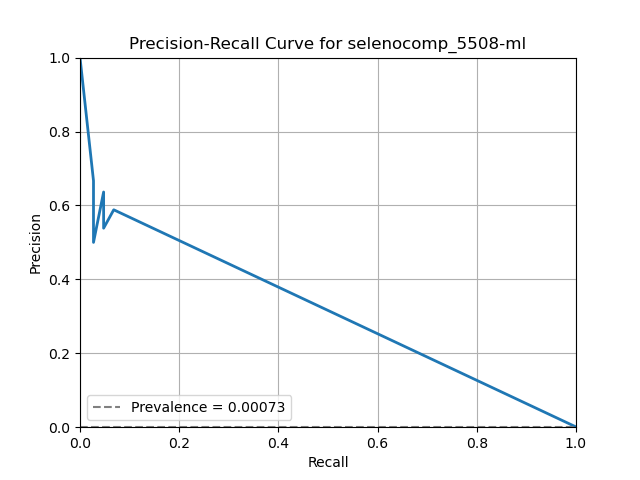 Precision-Recall Curve for selenocomp_5508-ml
1.0
0.8
0.6
0.4
0.2
0.0
Precision
Prevalence = 0.00073
0.0 0.2 0.4 0.6 0.8 1.0
Recall